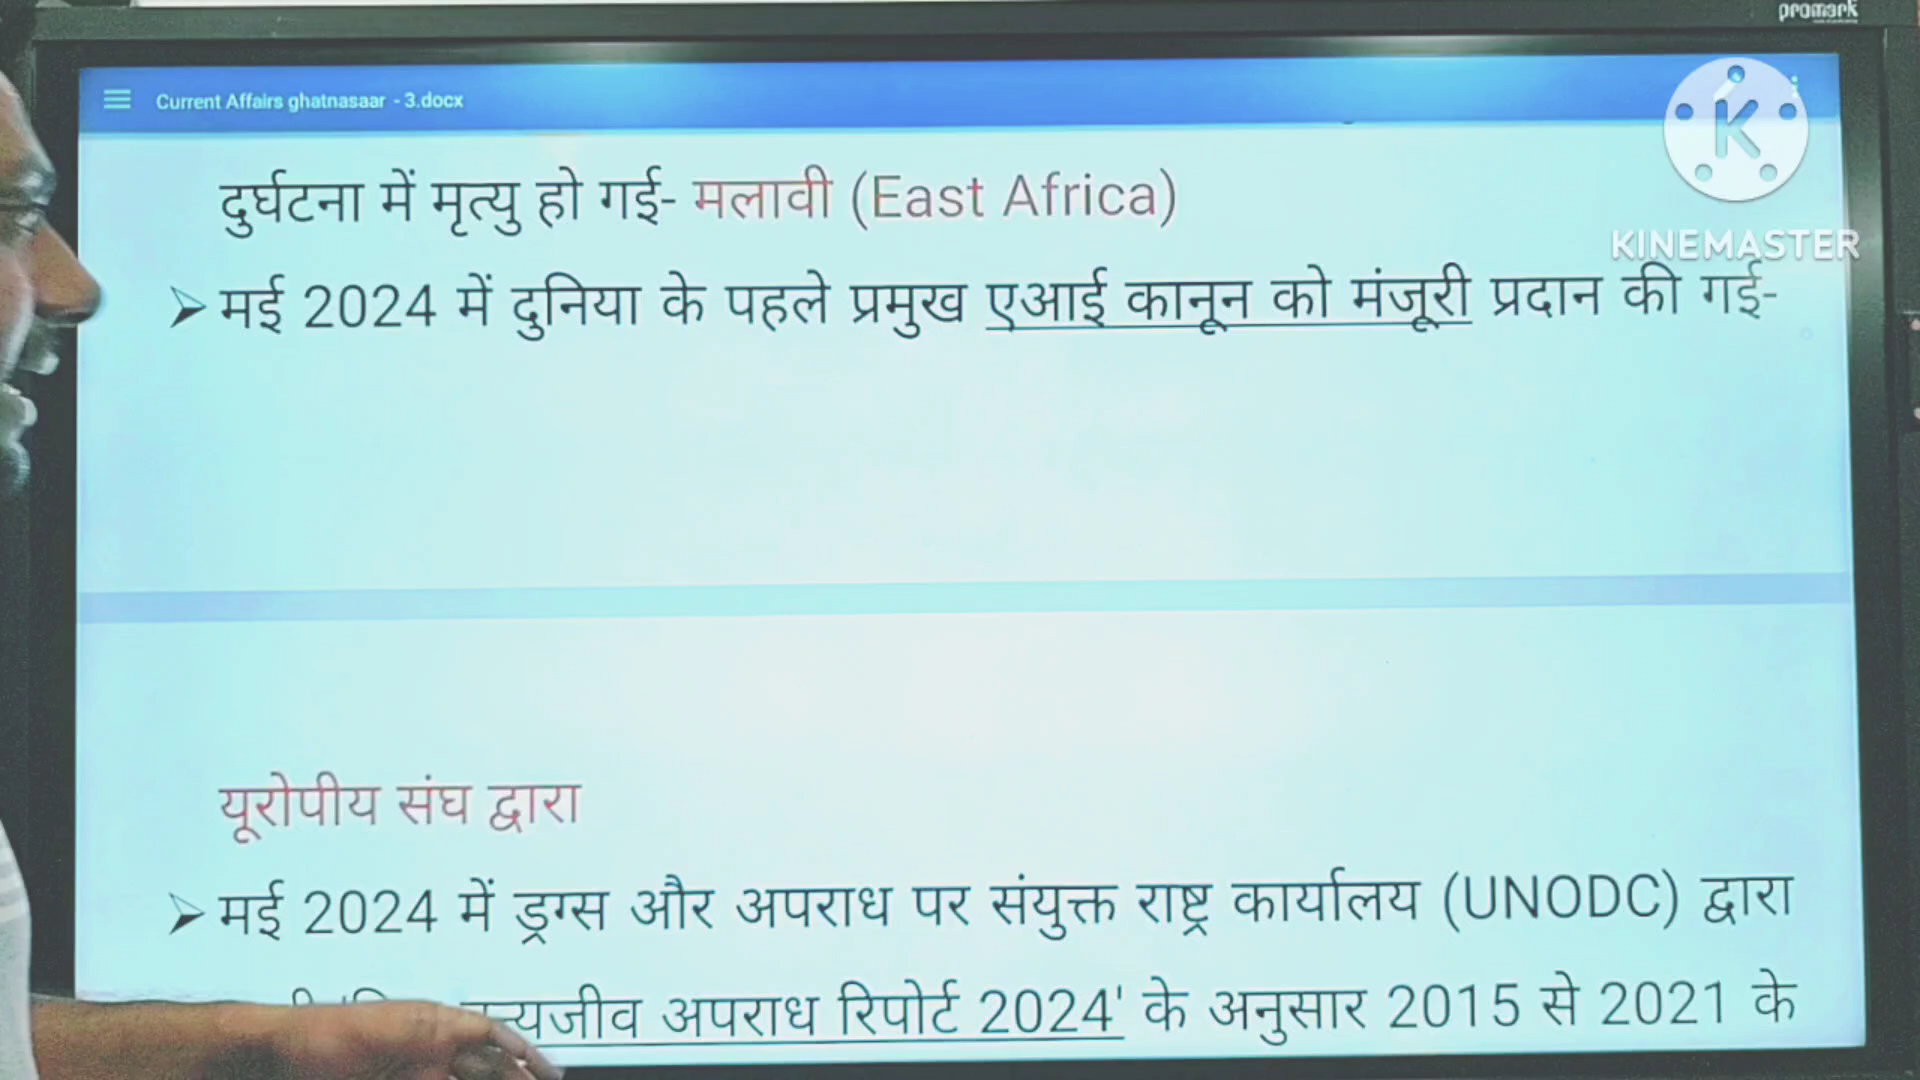 promark
Current Affairs ghatnasaar - 3.docx
KINEMASTER
दुर्घटना में मृत्यु हो गई- मलावी (East Africa)
➢ मई 2024 में दुनिया के पहले प्रमुख एआई कानून को मंजूरी प्रदान की गई-
यूरोपीय संघ द्वारा
➢ मई 2024 में ड्रग्स और अपराध पर संयुक्त राष्ट्र कार्यालय (UNODC) द्वारा
अपराध रिपोर्ट 2024' के अनुसार 2015 से 2021 के